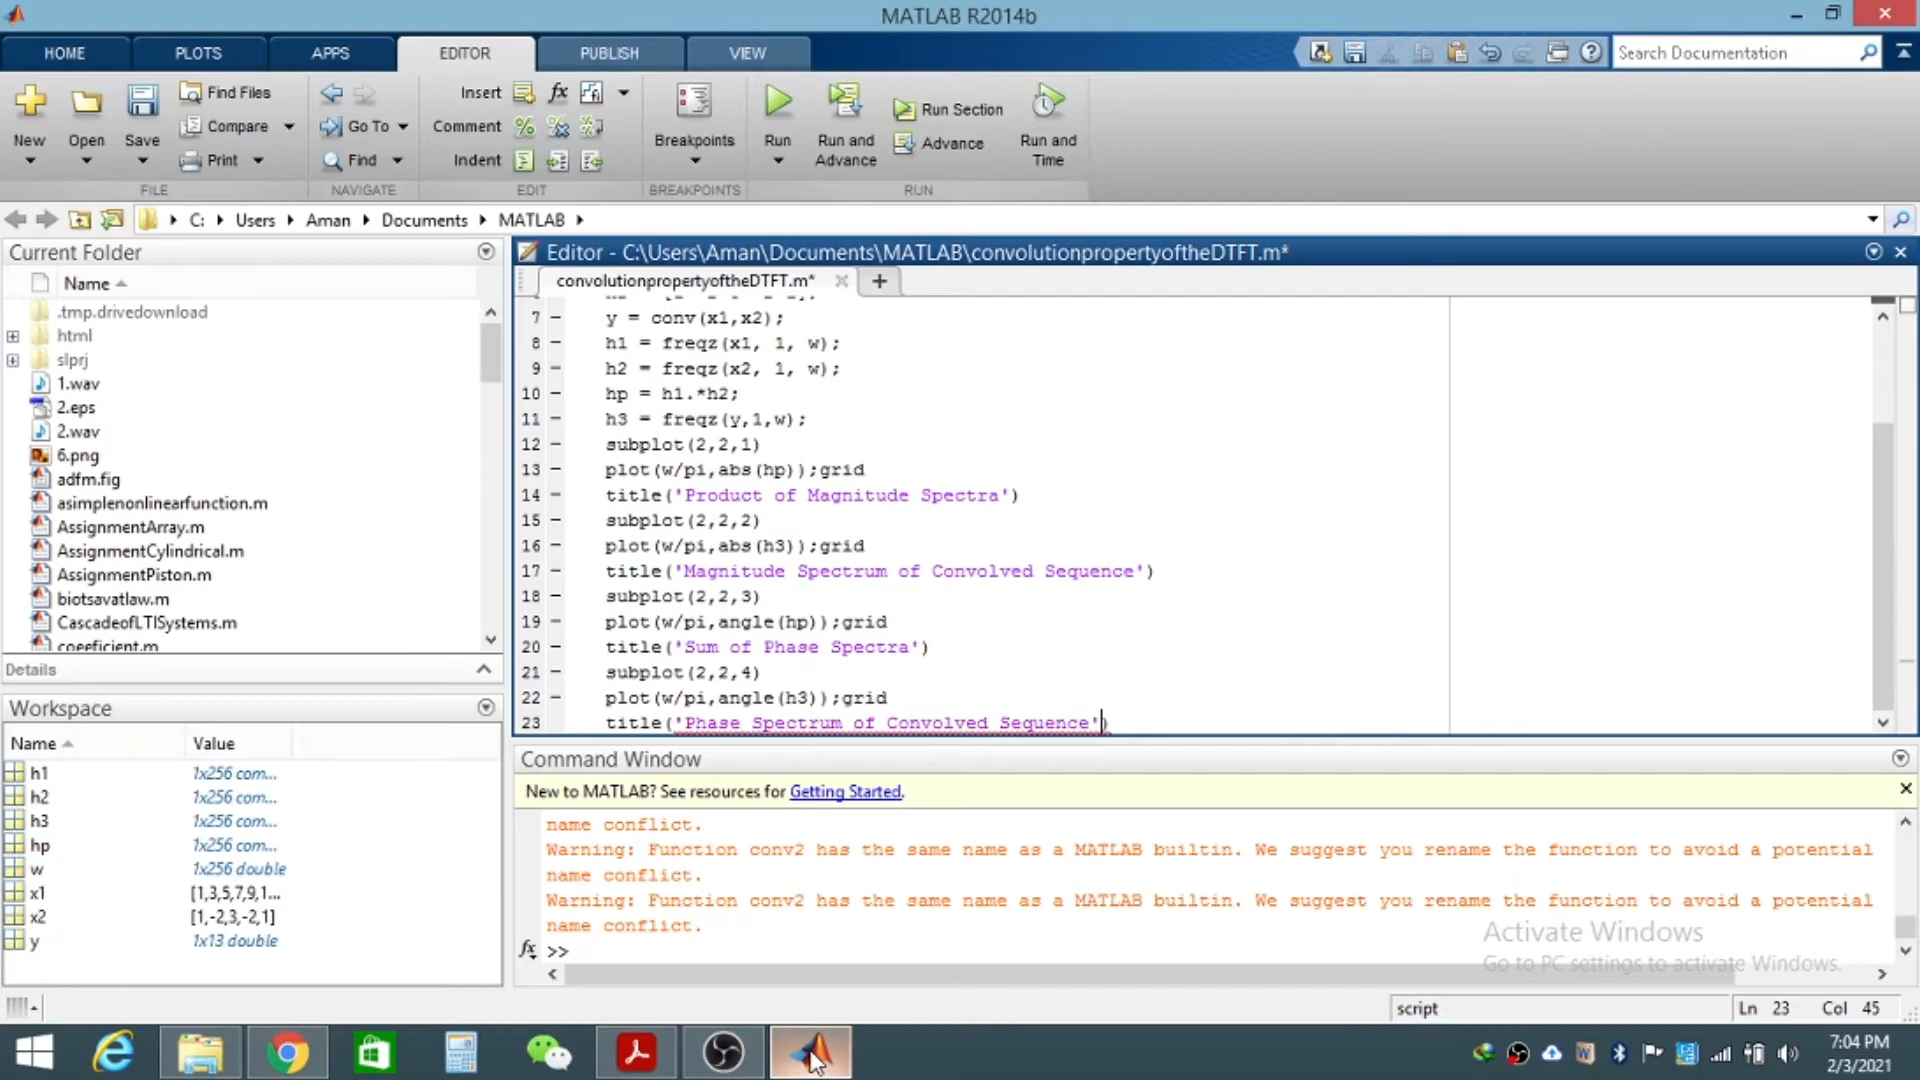 MATLAB R2014b
HOME PLOTS APPS EDITOR PUBLISH VIEW Search Documentation
New Open Save Find Files Compare Print Go To Find Insert fx Comment Indent Breakpoints Run Run and Advance Run Section Advance Run and Time
FILE NAVIGATE EDIT BREAKPOINTS RUN
C: Users Aman Documents MATLAB
Current Folder
Name
.tmp.drivedownload
html
slprj
1.wav
2.eps
2.wav
6.png
adfm.fig
asimplenonlinearfunction.m
AssignmentArray.m
AssignmentCylindrical.m
AssignmentPiston.m
biotsavatlaw.m
CascadeofLTISystems.m
coeeficient.m
Details
Workspace
Name Value
h1 1x256 com...
h2 1x256 com...
h3 1x256 com...
hp 1x256 com...
w 1x256 double
x1 [1,3,5,7,9,1...
x2 [1,-2,3,-2,1]
y 1x13 double
Editor - C:\Users\Aman\Documents\MATLAB\convolutionpropertyoftheDTFT.m*
convolutionpropertyoftheDTFT.m*
7 - y = conv(x1,x2);
8 - h1 = freqz(x1, 1, w);
9 - h2 = freqz(x2, 1, w);
10 - hp = h1.*h2;
11 - h3 = freqz(y,1,w);
12 - subplot(2,2,1)
13 - plot(w/pi,abs(hp));grid
14 - title('Product of Magnitude Spectra')
15 - subplot(2,2,2)
16 - plot(w/pi,abs(h3));grid
17 - title('Magnitude Spectrum of Convolved Sequence')
18 - subplot(2,2,3)
19 - plot(w/pi,angle(hp));grid
20 - title('Sum of Phase Spectra')
21 - subplot(2,2,4)
22 - plot(w/pi,angle(h3));grid
23 title('Phase Spectrum of Convolved Sequence')
Command Window
New to MATLAB? See resources for Getting Started.
name conflict.
Warning: Function conv2 has the same name as a MATLAB builtin. We suggest you rename the function to avoid a potential
name conflict.
Warning: Function conv2 has the same name as a MATLAB builtin. We suggest you rename the function to avoid a potential
name conflict.
fx >>
Activate Windows
Go to PC settings to activate Windows.
script Ln 23 Col 45
7:04 PM
2/3/2021